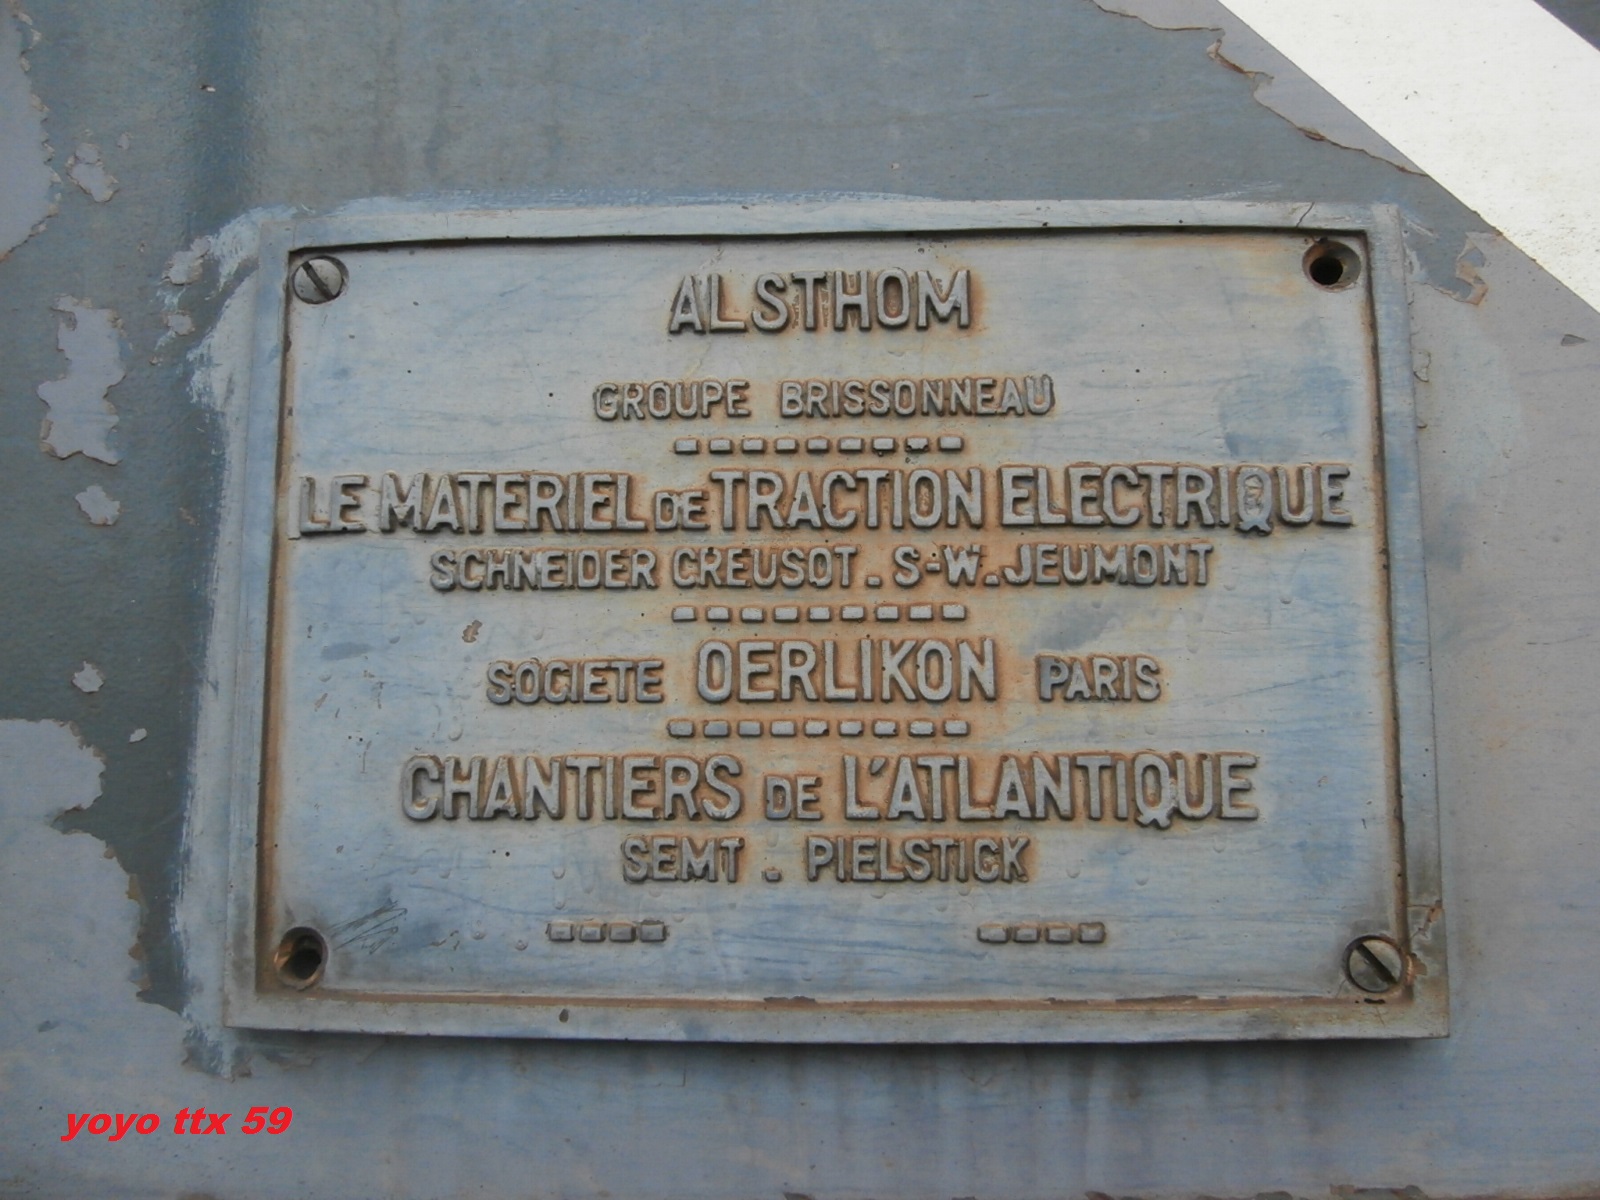 ALSTHOM
GROUPE BRISSONNEAU
LE MATERIEL DE TRACTION ELECTRIQUE
SCHNEIDER CREUSOT. S-W. JEUMONT
SOCIETE OERLIKON PARIS
CHANTIERS DE L'ATLANTIQUE
SEMT. PIELSTICK
yoyo ttx 59